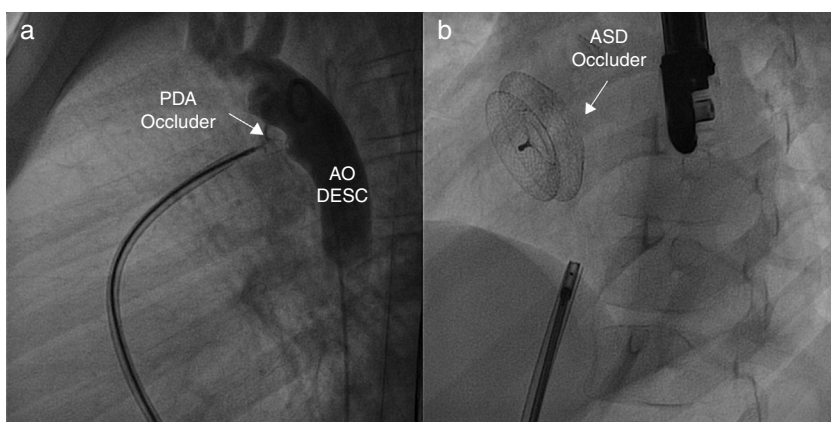 a
PDA
Occluder
AO
DESC
b
ASD
Occluder